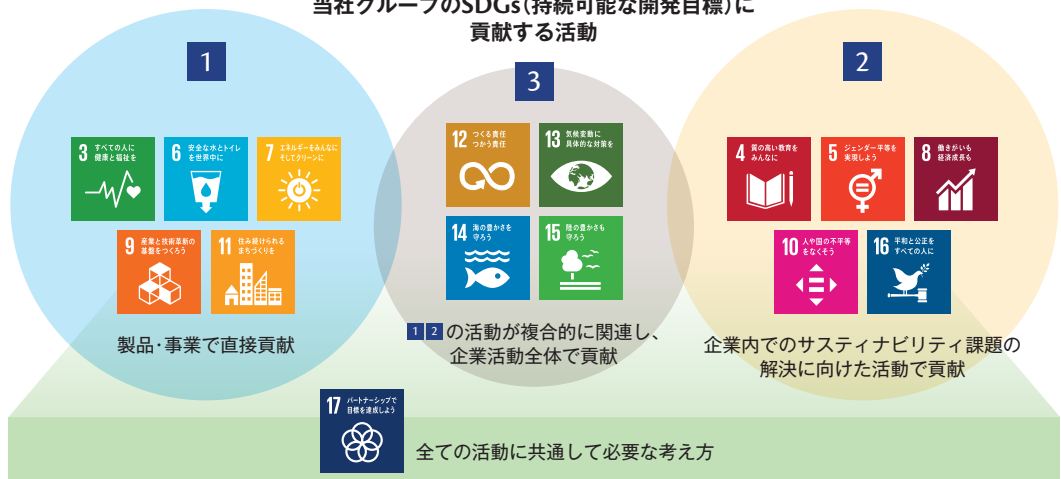 当社グループのSDGs(持続可能な開発目標)に
貢献する活動
1
3 すべての人に
健康と福祉を
6 安全な水とトイレ
を世界中に
7 エネルギーをみんなに
そしてクリーンに
9 産業と技術革新の
基盤をつくろう
11 住み続けられる
まちづくりを
製品・事業で直接貢献
3
12 つくる責任
つかう責任
13 気候変動に
具体的な対策を
14 海の豊かさを
守ろう
15 陸の豊かさも
守ろう
1 2 の活動が複合的に関連し、
企業活動全体で貢献
2
4 質の高い教育を
みんなに
5 ジェンダー平等を
実現しよう
8 働きがいも
経済成長も
10 人や国の不平等
をなくそう
16 平和と公正を
すべての人に
企業内でのサスティナビリティ課題の
解決に向けた活動で貢献
17 パートナーシップで
目標を達成しよう
全ての活動に共通して必要な考え方